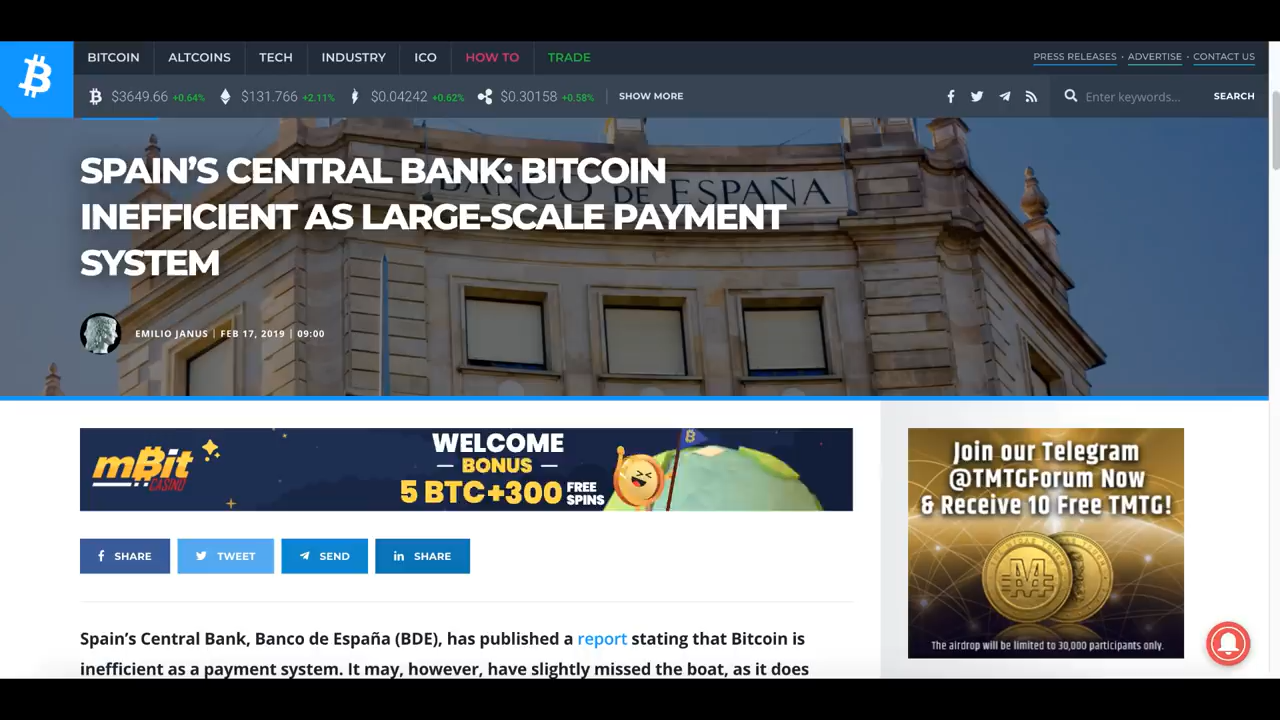 BITCOIN ALTCOINS TECH INDUSTRY ICO HOW TO TRADE
PRESS RELEASES · ADVERTISE · CONTACT US
$3649.66 +0.64% $131.766 +2.11% $0.04242 +0.62% $0.30158 +0.58% SHOW MORE
Enter keywords... SEARCH
BANCO DE ESPAÑA
SPAIN’S CENTRAL BANK: BITCOIN
INEFFICIENT AS LARGE-SCALE PAYMENT
SYSTEM
EMILIO JANUS | FEB 17, 2019 | 09:00
mBit
CASINO
WELCOME
— BONUS —
5 BTC+300 FREE
SPINS
SHARE TWEET SEND SHARE
Spain’s Central Bank, Banco de España (BDE), has published a report stating that Bitcoin is
inefficient as a payment system. It may, however, have slightly missed the boat, as it does
Join our Telegram
@TMTGForum Now
& Receive 10 Free TMTG!
The airdrop will be limited to 30,000 participants only.